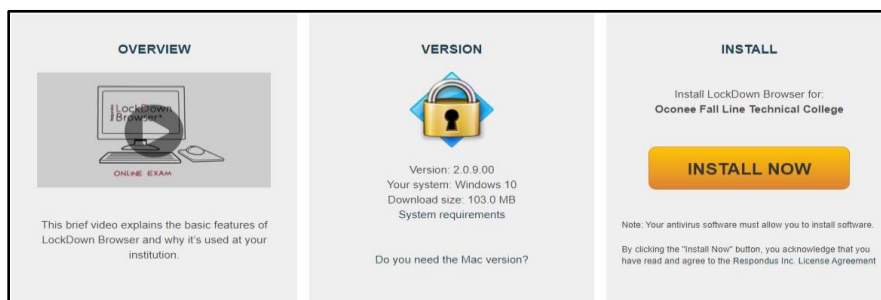 OVERVIEW
LockDown
Browser
ONLINE EXAM
This brief video explains the basic features of
LockDown Browser and why it's used at your
institution.
VERSION
Version: 2.0.9.00
Your system: Windows 10
Download size: 103.0 MB
System requirements
Do you need the Mac version?
INSTALL
Install LockDown Browser for:
Oconee Fall Line Technical College
INSTALL NOW
Note: Your antivirus software must allow you to install software.
By clicking the "Install Now" button, you acknowledge that you
have read and agree to the Respondus Inc. License Agreement